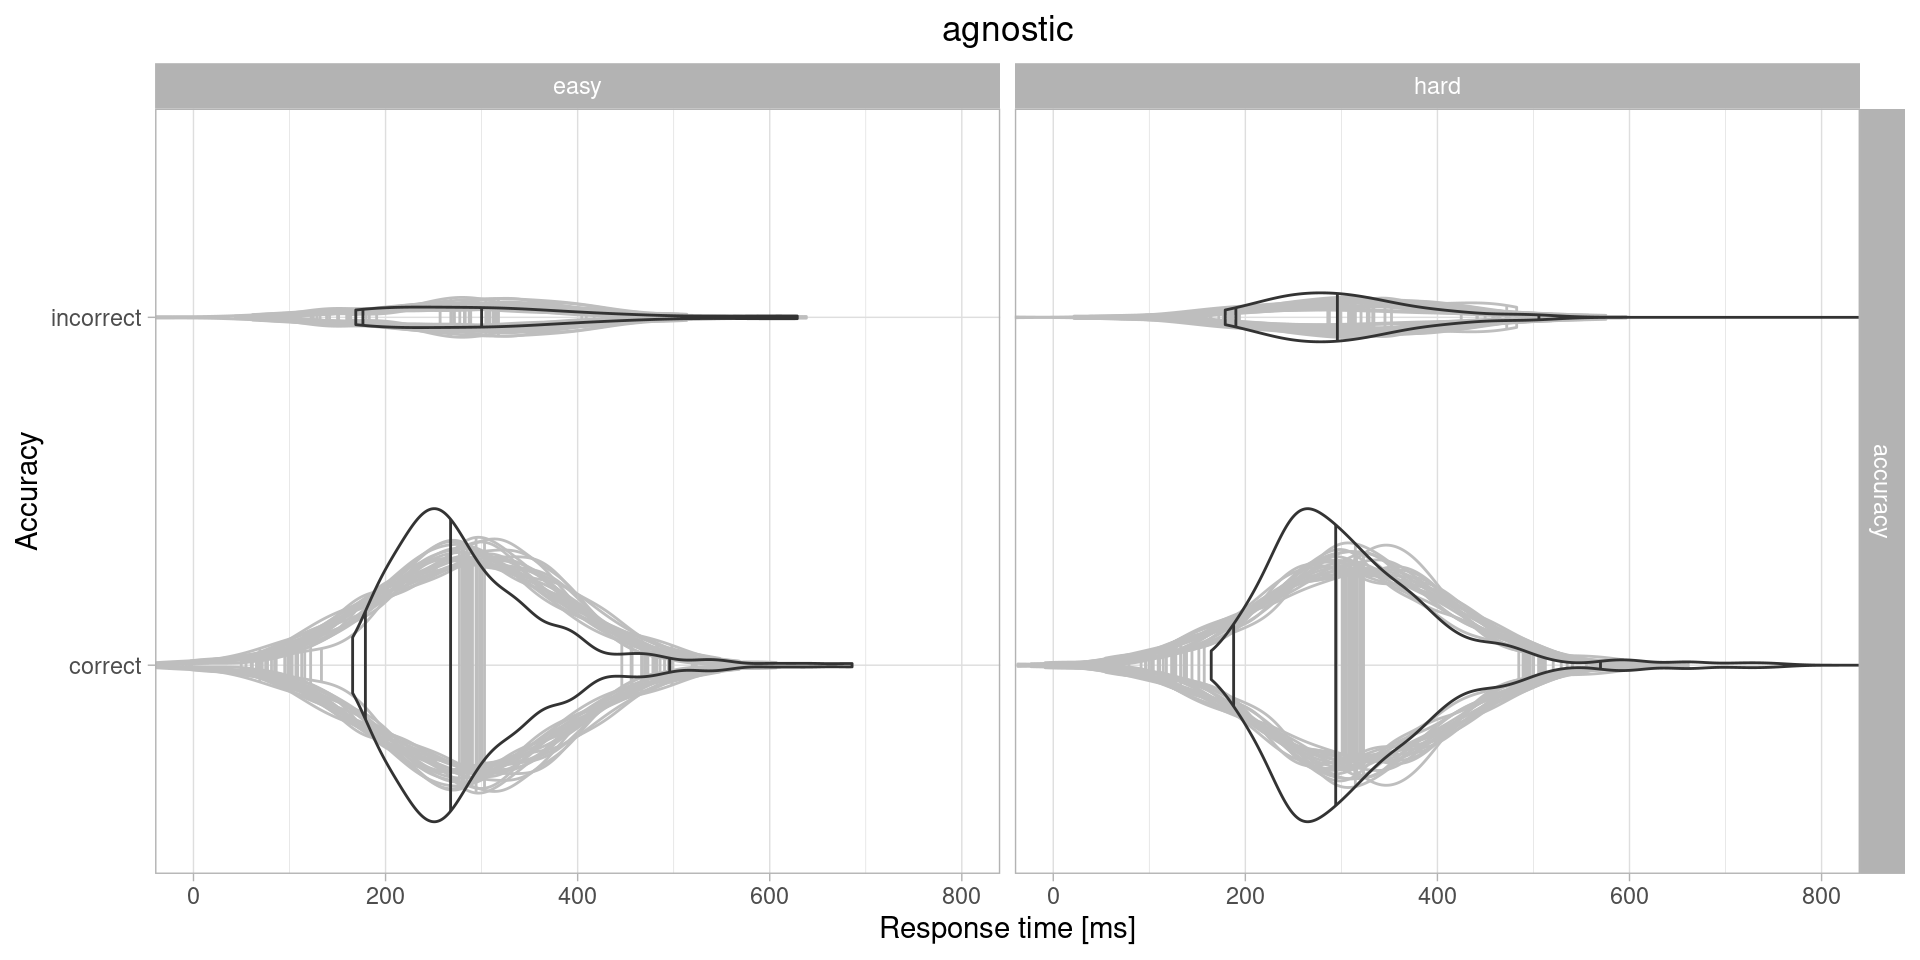 agnostic
easy
hard
incorrect
correct
Accuracy
accuracy
0 200 400 600 800
0 200 400 600 800
Response time [ms]